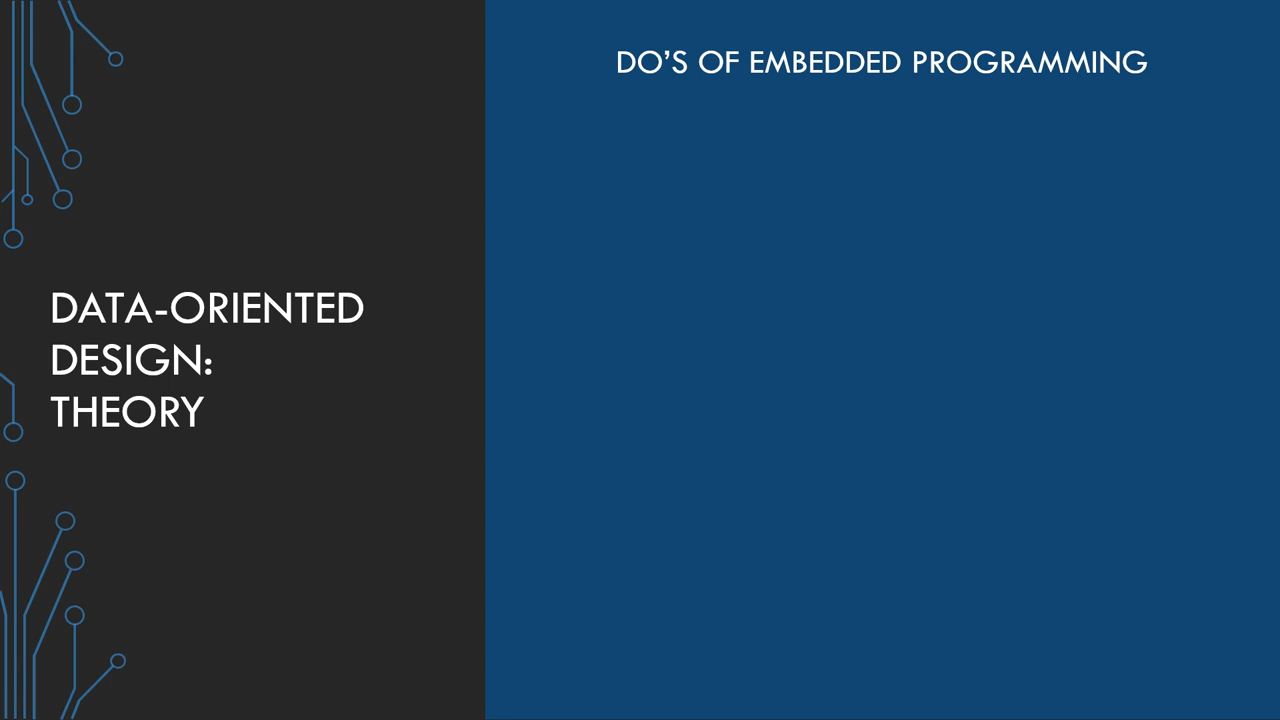 DATA-ORIENTED
DESIGN:
THEORY
DO’S OF EMBEDDED PROGRAMMING